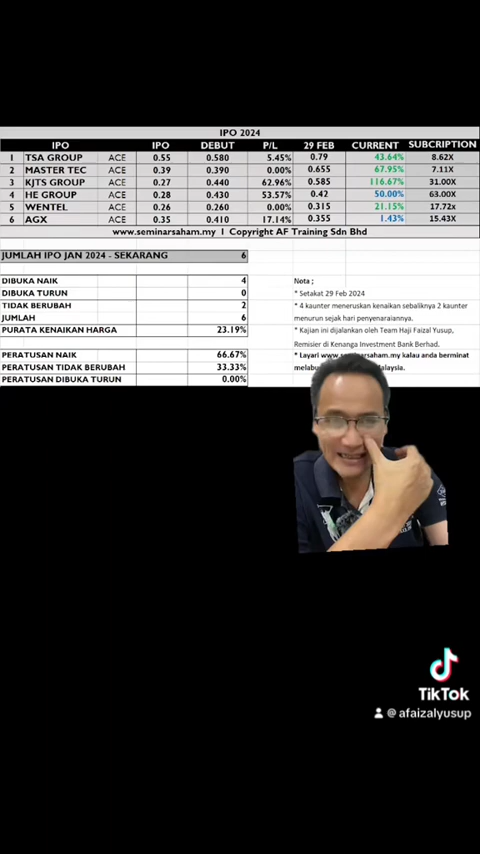 IPO 2024
IPO IPO DEBUT P/L 29 FEB CURRENT SUBCRIPTION
1 TSA GROUP ACE 0.55 0.580 5.45% 0.79 43.64% 8.62X
2 MASTER TEC ACE 0.39 0.390 0.00% 0.655 67.95% 7.11X
3 KJTS GROUP ACE 0.27 0.440 62.96% 0.585 116.67% 31.00X
4 HE GROUP ACE 0.28 0.430 53.57% 0.42 50.00% 63.00X
5 WENTEL ACE 0.26 0.260 0.00% 0.315 21.15% 17.72x
6 AGX ACE 0.35 0.410 17.14% 0.355 1.43% 15.43X
www.seminarsaham.my I Copyright AF Training Sdn Bhd
JUMLAH IPO JAN 2024 - SEKARANG 6
DIBUKA NAIK 4
DIBUKA TURUN 0
TIDAK BERUBAH 2
JUMLAH 6
PURATA KENAIKAN HARGA 23.19%
PERATUSAN NAIK 66.67%
PERATUSAN TIDAK BERUBAH 33.33%
PERATUSAN DIBUKA TURUN 0.00%
Nota ;
* Setakat 29 Feb 2024
* 4 kaunter meneruskan kenaikan sebaliknya 2 kaunter
menurun sejak hari penyenaraiannya.
* Kajian ini dijalankan oleh Team Haji Faizal Yusup,
Remisier di Kenanga Investment Bank Berhad.
* Layari www.seminarsaham.my kalau anda berminat
TikTok
@ afaizalyusup